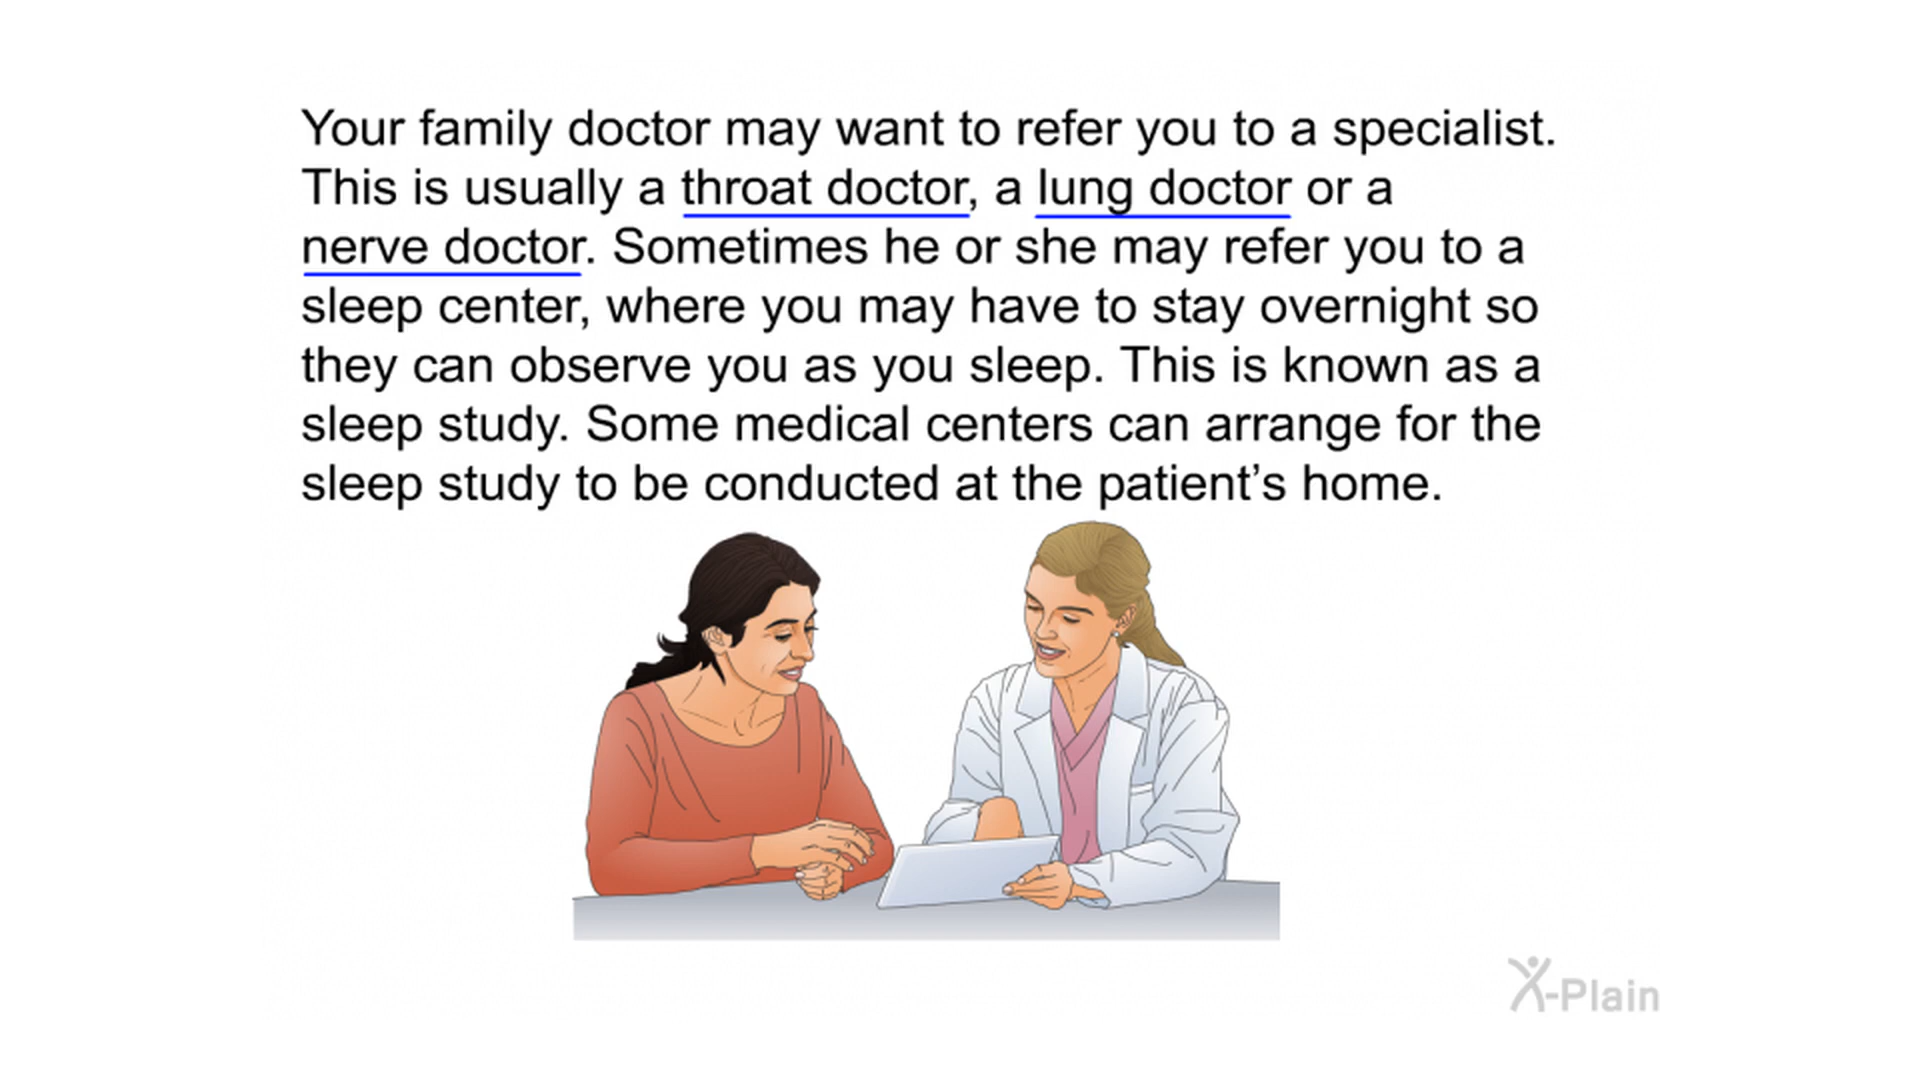 Your family doctor may want to refer you to a specialist.
This is usually a throat doctor, a lung doctor or a
nerve doctor. Sometimes he or she may refer you to a
sleep center, where you may have to stay overnight so
they can observe you as you sleep. This is known as a
sleep study. Some medical centers can arrange for the
sleep study to be conducted at the patient’s home.
X-Plain